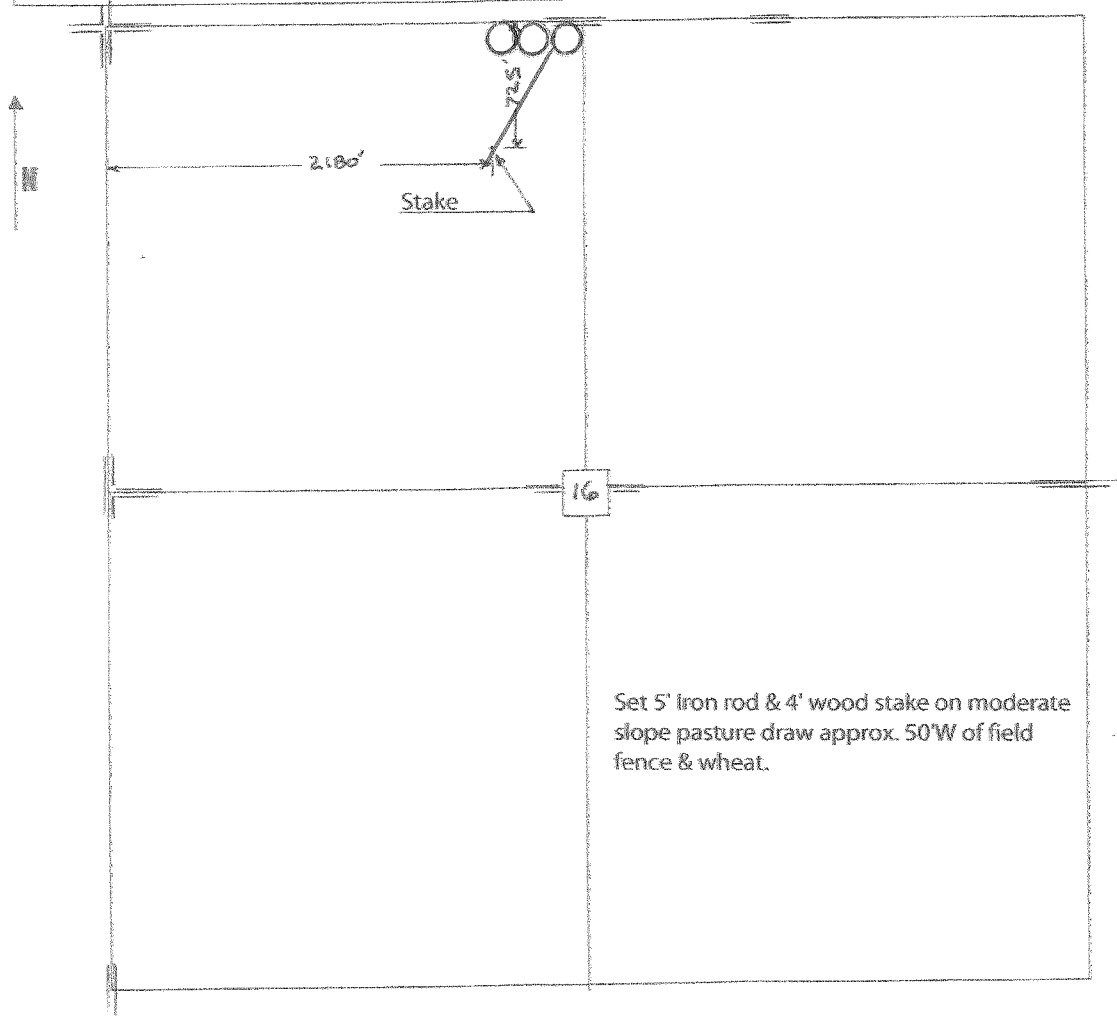 725'
2180'
Stake
16
Set 5' Iron rod & 4' wood stake on moderate
slope pasture draw approx. 50'W of field
fence & wheat.